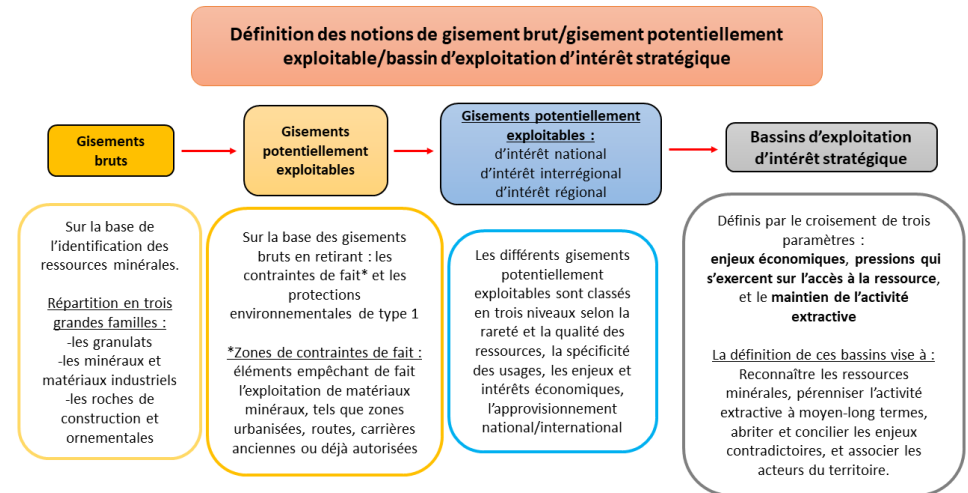 Définition des notions de gisement brut/gisement potentiellement
exploitable/bassin d'exploitation d'intérêt stratégique
Gisements
bruts
Gisements
potentiellement
exploitables
Gisements potentiellement
exploitables :
d'intérêt national
d'intérêt interrégional
d'intérêt régional
Bassins d'exploitation
d'intérêt stratégique
Sur la base de
l'identification des
ressources minérales.
Répartition en trois
grandes familles :
-les granulats
-les minéraux et
matériaux industriels
-les roches de
construction et
ornementales
Sur la base des gisements
bruts en retirant : les
contraintes de fait* et les
protections
environnementales de type 1
*Zones de contraintes de fait :
éléments empêchant de fait
l'exploitation de matériaux
minéraux, tels que zones
urbanisées, routes, carrières
anciennes ou déjà autorisées
Les différents gisements
potentiellement
exploitables sont classés
en trois niveaux selon la
rareté et la qualité des
ressources, la spécificité
des usages, les enjeux et
intérêts économiques,
l'approvisionnement
national/international
Définis par le croisement de trois
paramètres :
enjeux économiques, pressions qui
s'exercent sur l'accès à la ressource,
et le maintien de l'activité
extractive
La définition de ces bassins vise à :
Reconnaître les ressources
minérales, pérenniser l'activité
extractive à moyen-long termes,
abriter et concilier les enjeux
contradictoires, et associer les
acteurs du territoire.